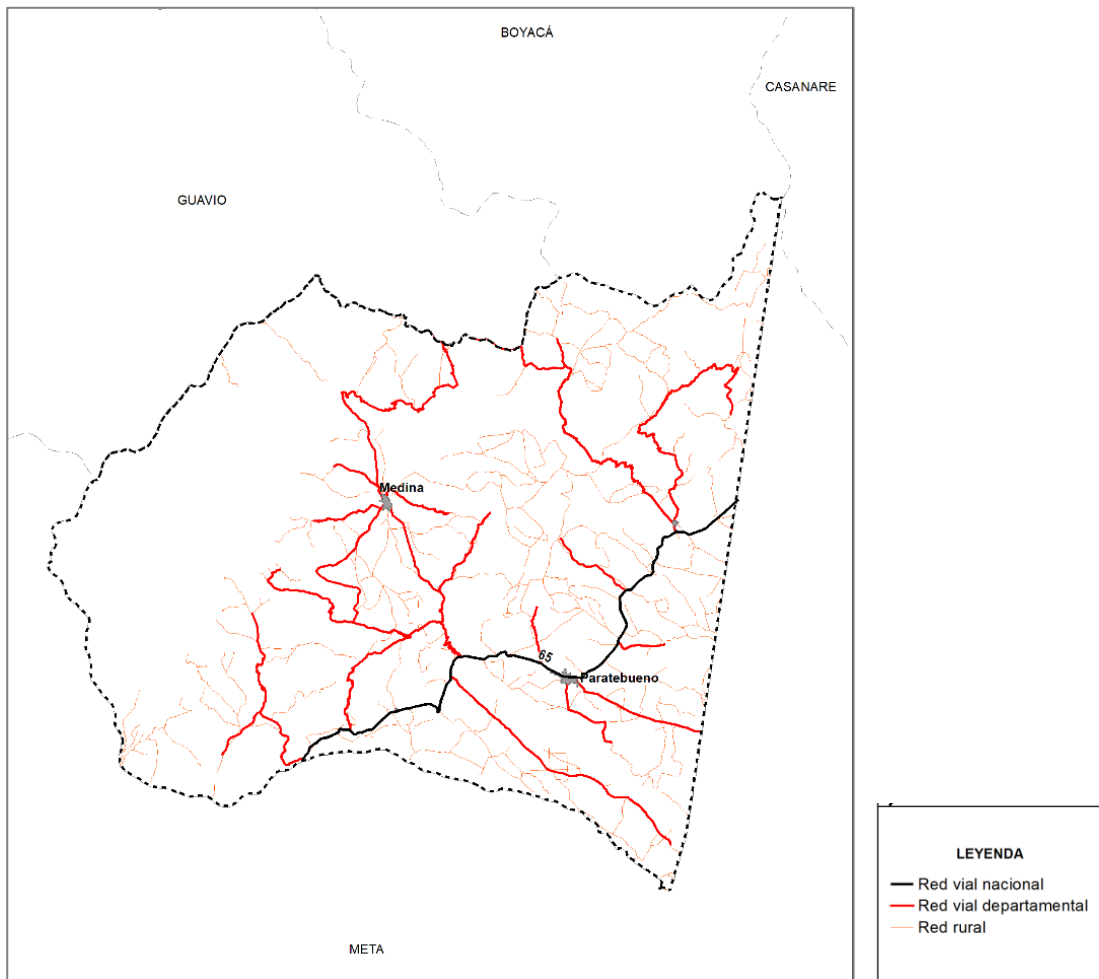 BOYACÁ
CASANARE
GUAVIO
Medina
65
Paratebueno
META
LEYENDA
Red vial nacional
Red vial departamental
Red rural